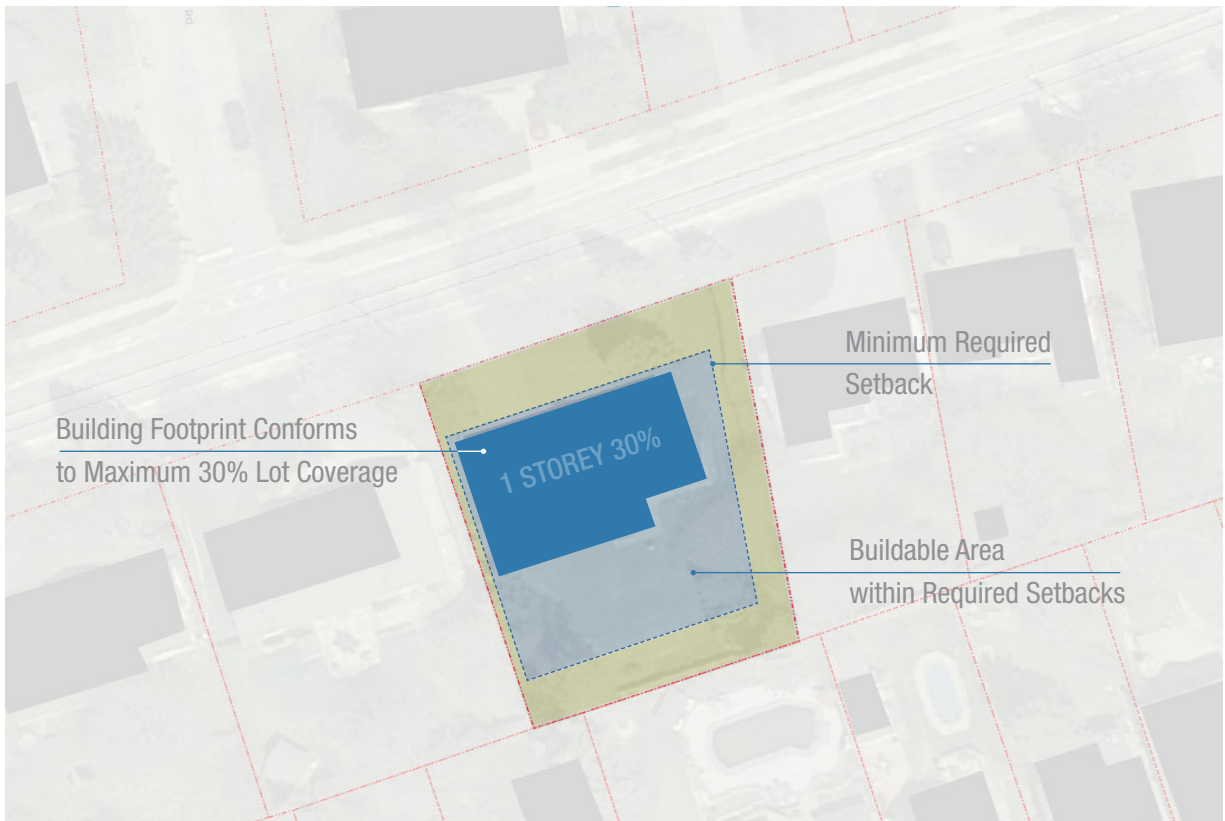 Rd
Minimum Required
Setback
Building Footprint Conforms
to Maximum 30% Lot Coverage
1 STOREY 30%
Buildable Area
within Required Setbacks